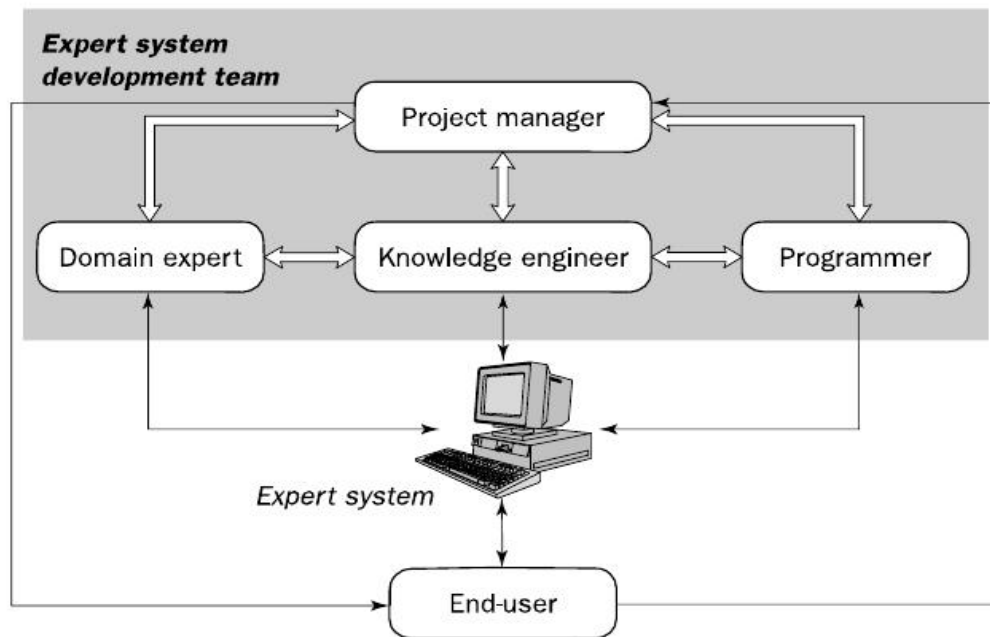 Expert system
development team
Project manager
Domain expert
Knowledge engineer
Programmer
Expert system
End-user